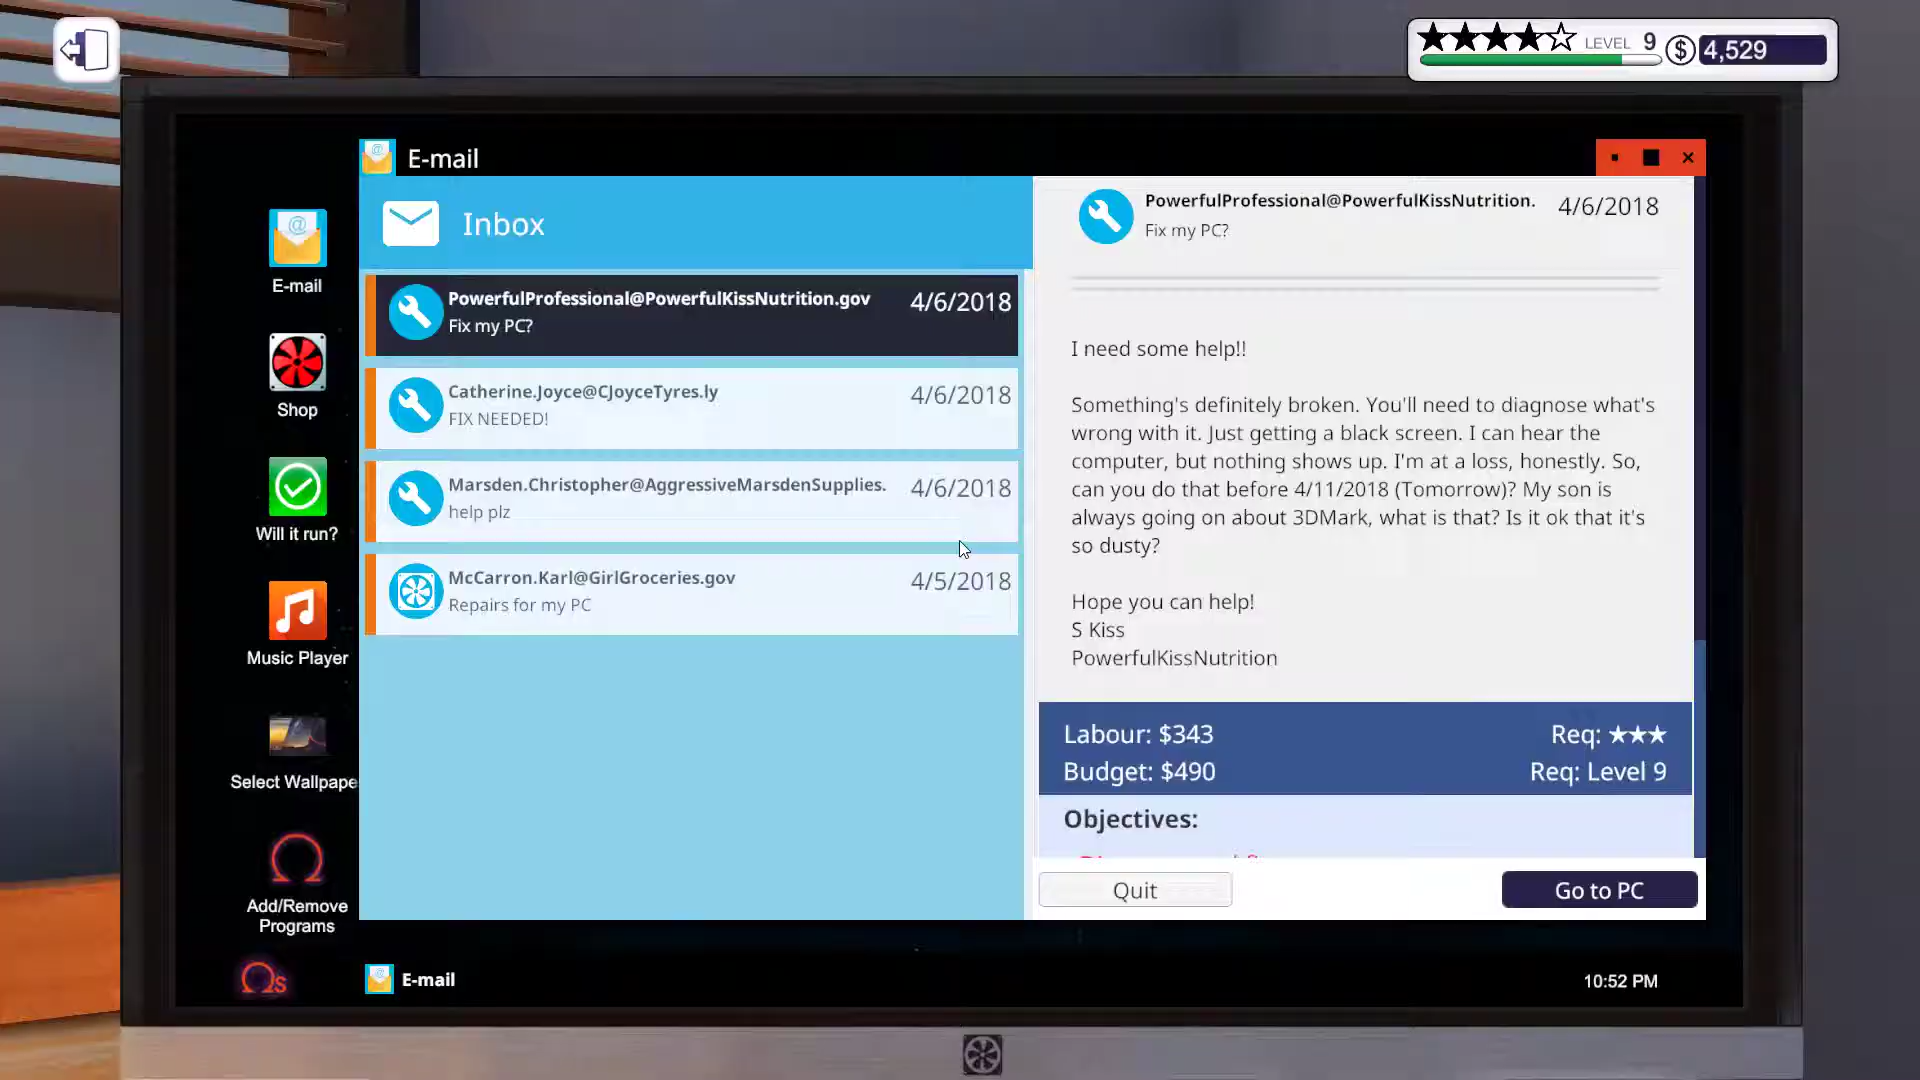 LEVEL 9
$ 4,529
E-mail
E-mail
Shop
Will it run?
Music Player
Select Wallpape
Add/Remove
Programs
Inbox
PowerfulProfessional@PowerfulKissNutrition.gov 4/6/2018
Fix my PC?
Catherine.Joyce@CJoyceTyres.ly 4/6/2018
FIX NEEDED!
Marsden.Christopher@AggressiveMarsdenSupplies. 4/6/2018
help plz
McCarron.Karl@GirlGroceries.gov 4/5/2018
Repairs for my PC
PowerfulProfessional@PowerfulKissNutrition. 4/6/2018
Fix my PC?
I need some help!!
Something's definitely broken. You'll need to diagnose what's
wrong with it. Just getting a black screen. I can hear the
computer, but nothing shows up. I'm at a loss, honestly. So,
can you do that before 4/11/2018 (Tomorrow)? My son is
always going on about 3DMark, what is that? Is it ok that it's
so dusty?
Hope you can help!
S Kiss
PowerfulKissNutrition
Labour: $343 Req: ★★★
Budget: $490 Req: Level 9
Objectives:
Quit Go to PC
Ωs E-mail 10:52 PM